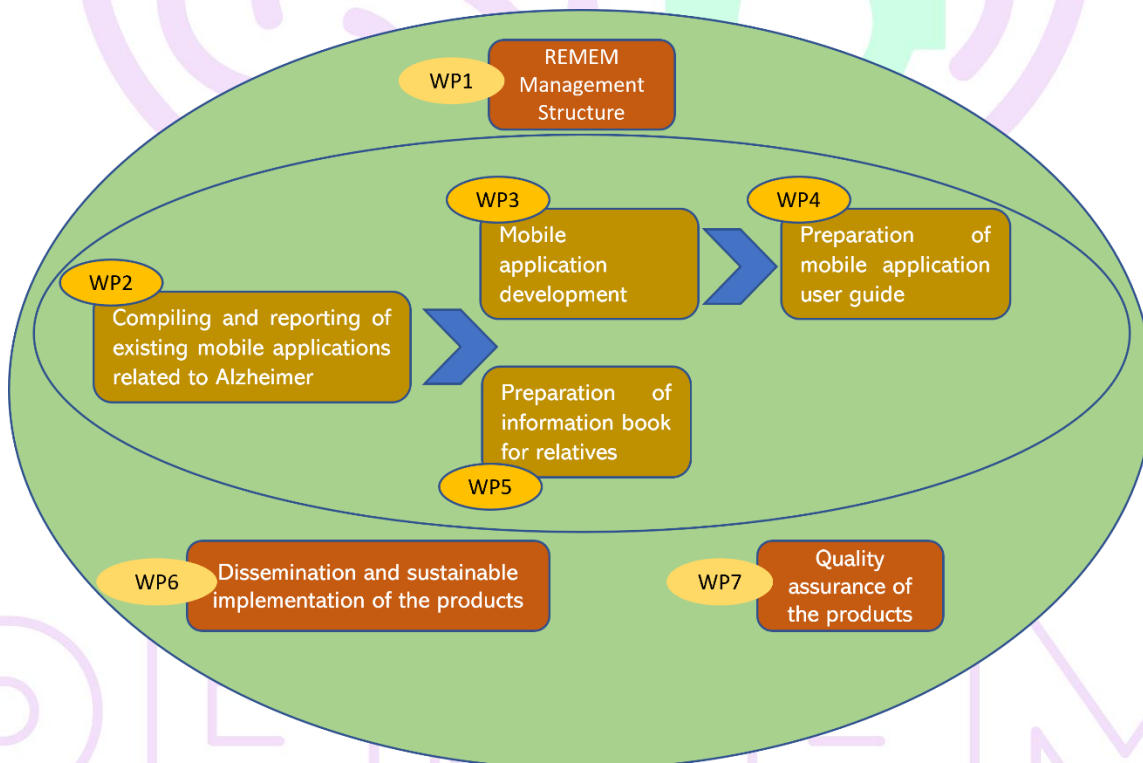 WP1
REMEM
Management
Structure
WP3
Mobile
application
development
WP4
Preparation of
mobile application
user guide
WP2
Compiling and reporting of
existing mobile applications
related to Alzheimer
Preparation of
information book
for relatives
WP5
WP6
Dissemination and sustainable
implementation of the products
WP7
Quality
assurance of
the products